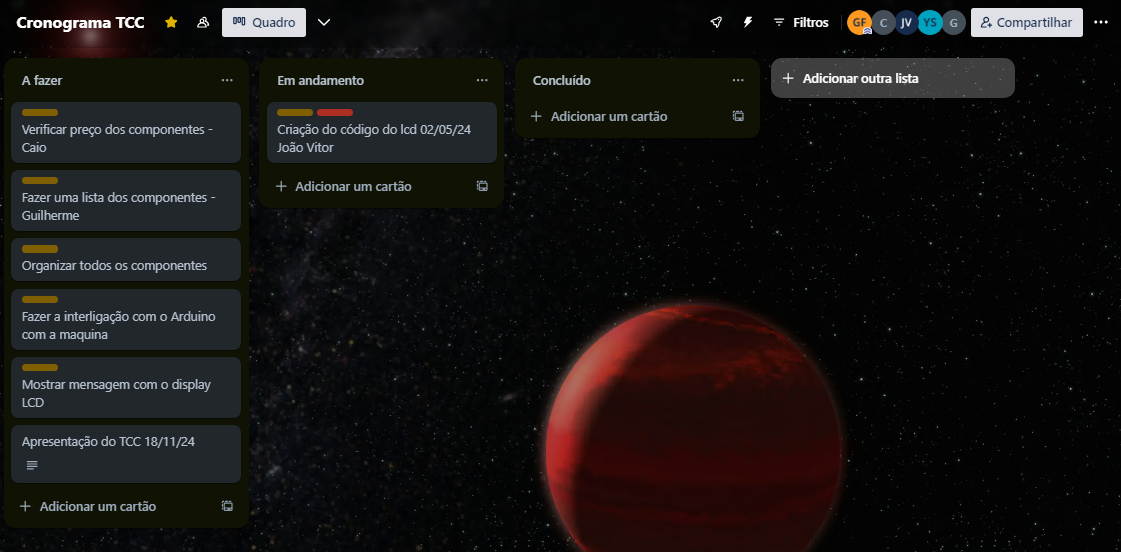 Cronograma TCC
Quadro
Filtros
GF
C
JV
YS
G
Compartilhar
A fazer
Verificar preço dos componentes -
Caio
Fazer uma lista dos componentes -
Guilherme
Organizar todos os componentes
Fazer a interligação com o Arduino
com a maquina
Mostrar mensagem com o display
LCD
Apresentação do TCC 18/11/24
Adicionar um cartão
Em andamento
Criação do código do lcd 02/05/24
João Vitor
Adicionar um cartão
Concluído
Adicionar um cartão
Adicionar outra lista